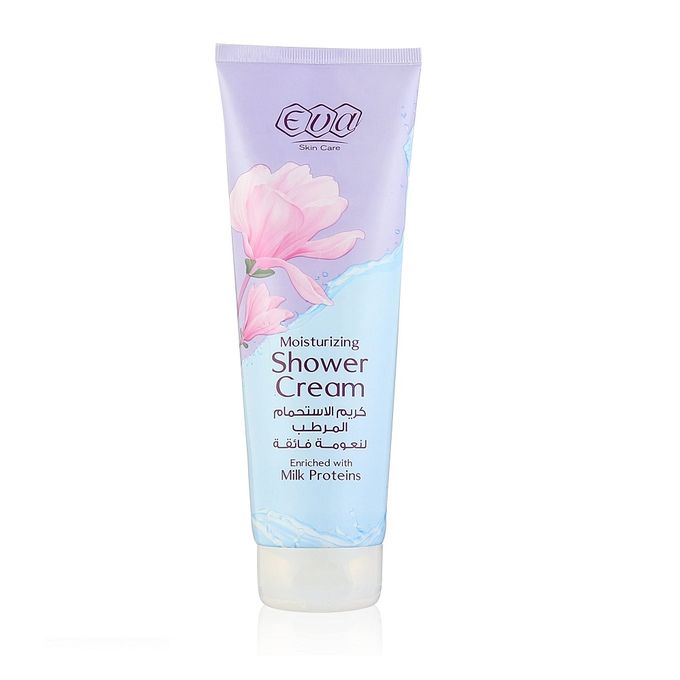 Eva
Skin Care
Moisturizing
Shower
Cream
كريم الاستحمام
المرطب
لنعومة فائقة
Enriched with
Milk Proteins